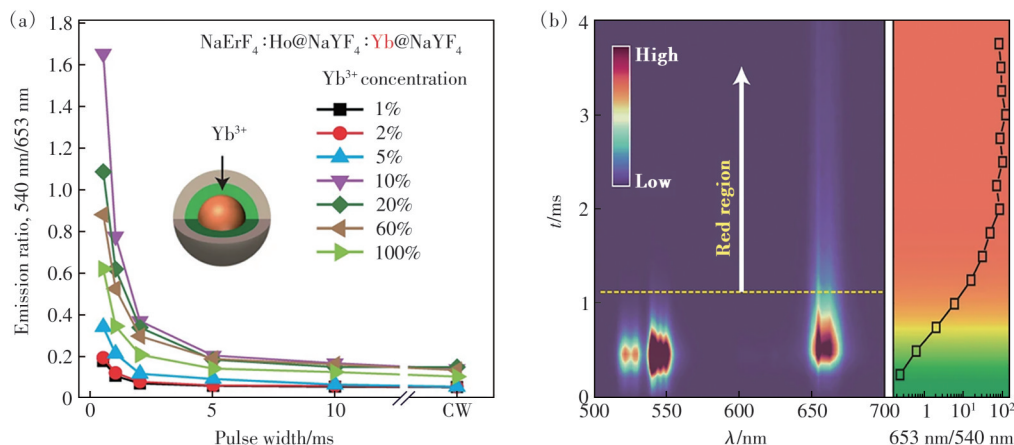 (a)
1.8
1.6
1.4
1.2
1.0
0.8
0.6
0.4
0.2
0
Emission ratio, 540 nm/653 nm
NaErF4:Ho@NaYF4:Yb@NaYF4
Yb3+ concentration
1%
2%
5%
10%
20%
60%
100%
Yb3+
0
5
10
CW
Pulse width/ms
(b)
4
3
2
1
0
t/ms
High
Low
Red region
500
550
600
650
700
λ/nm
1
10¹
10²
653 nm/540 nm